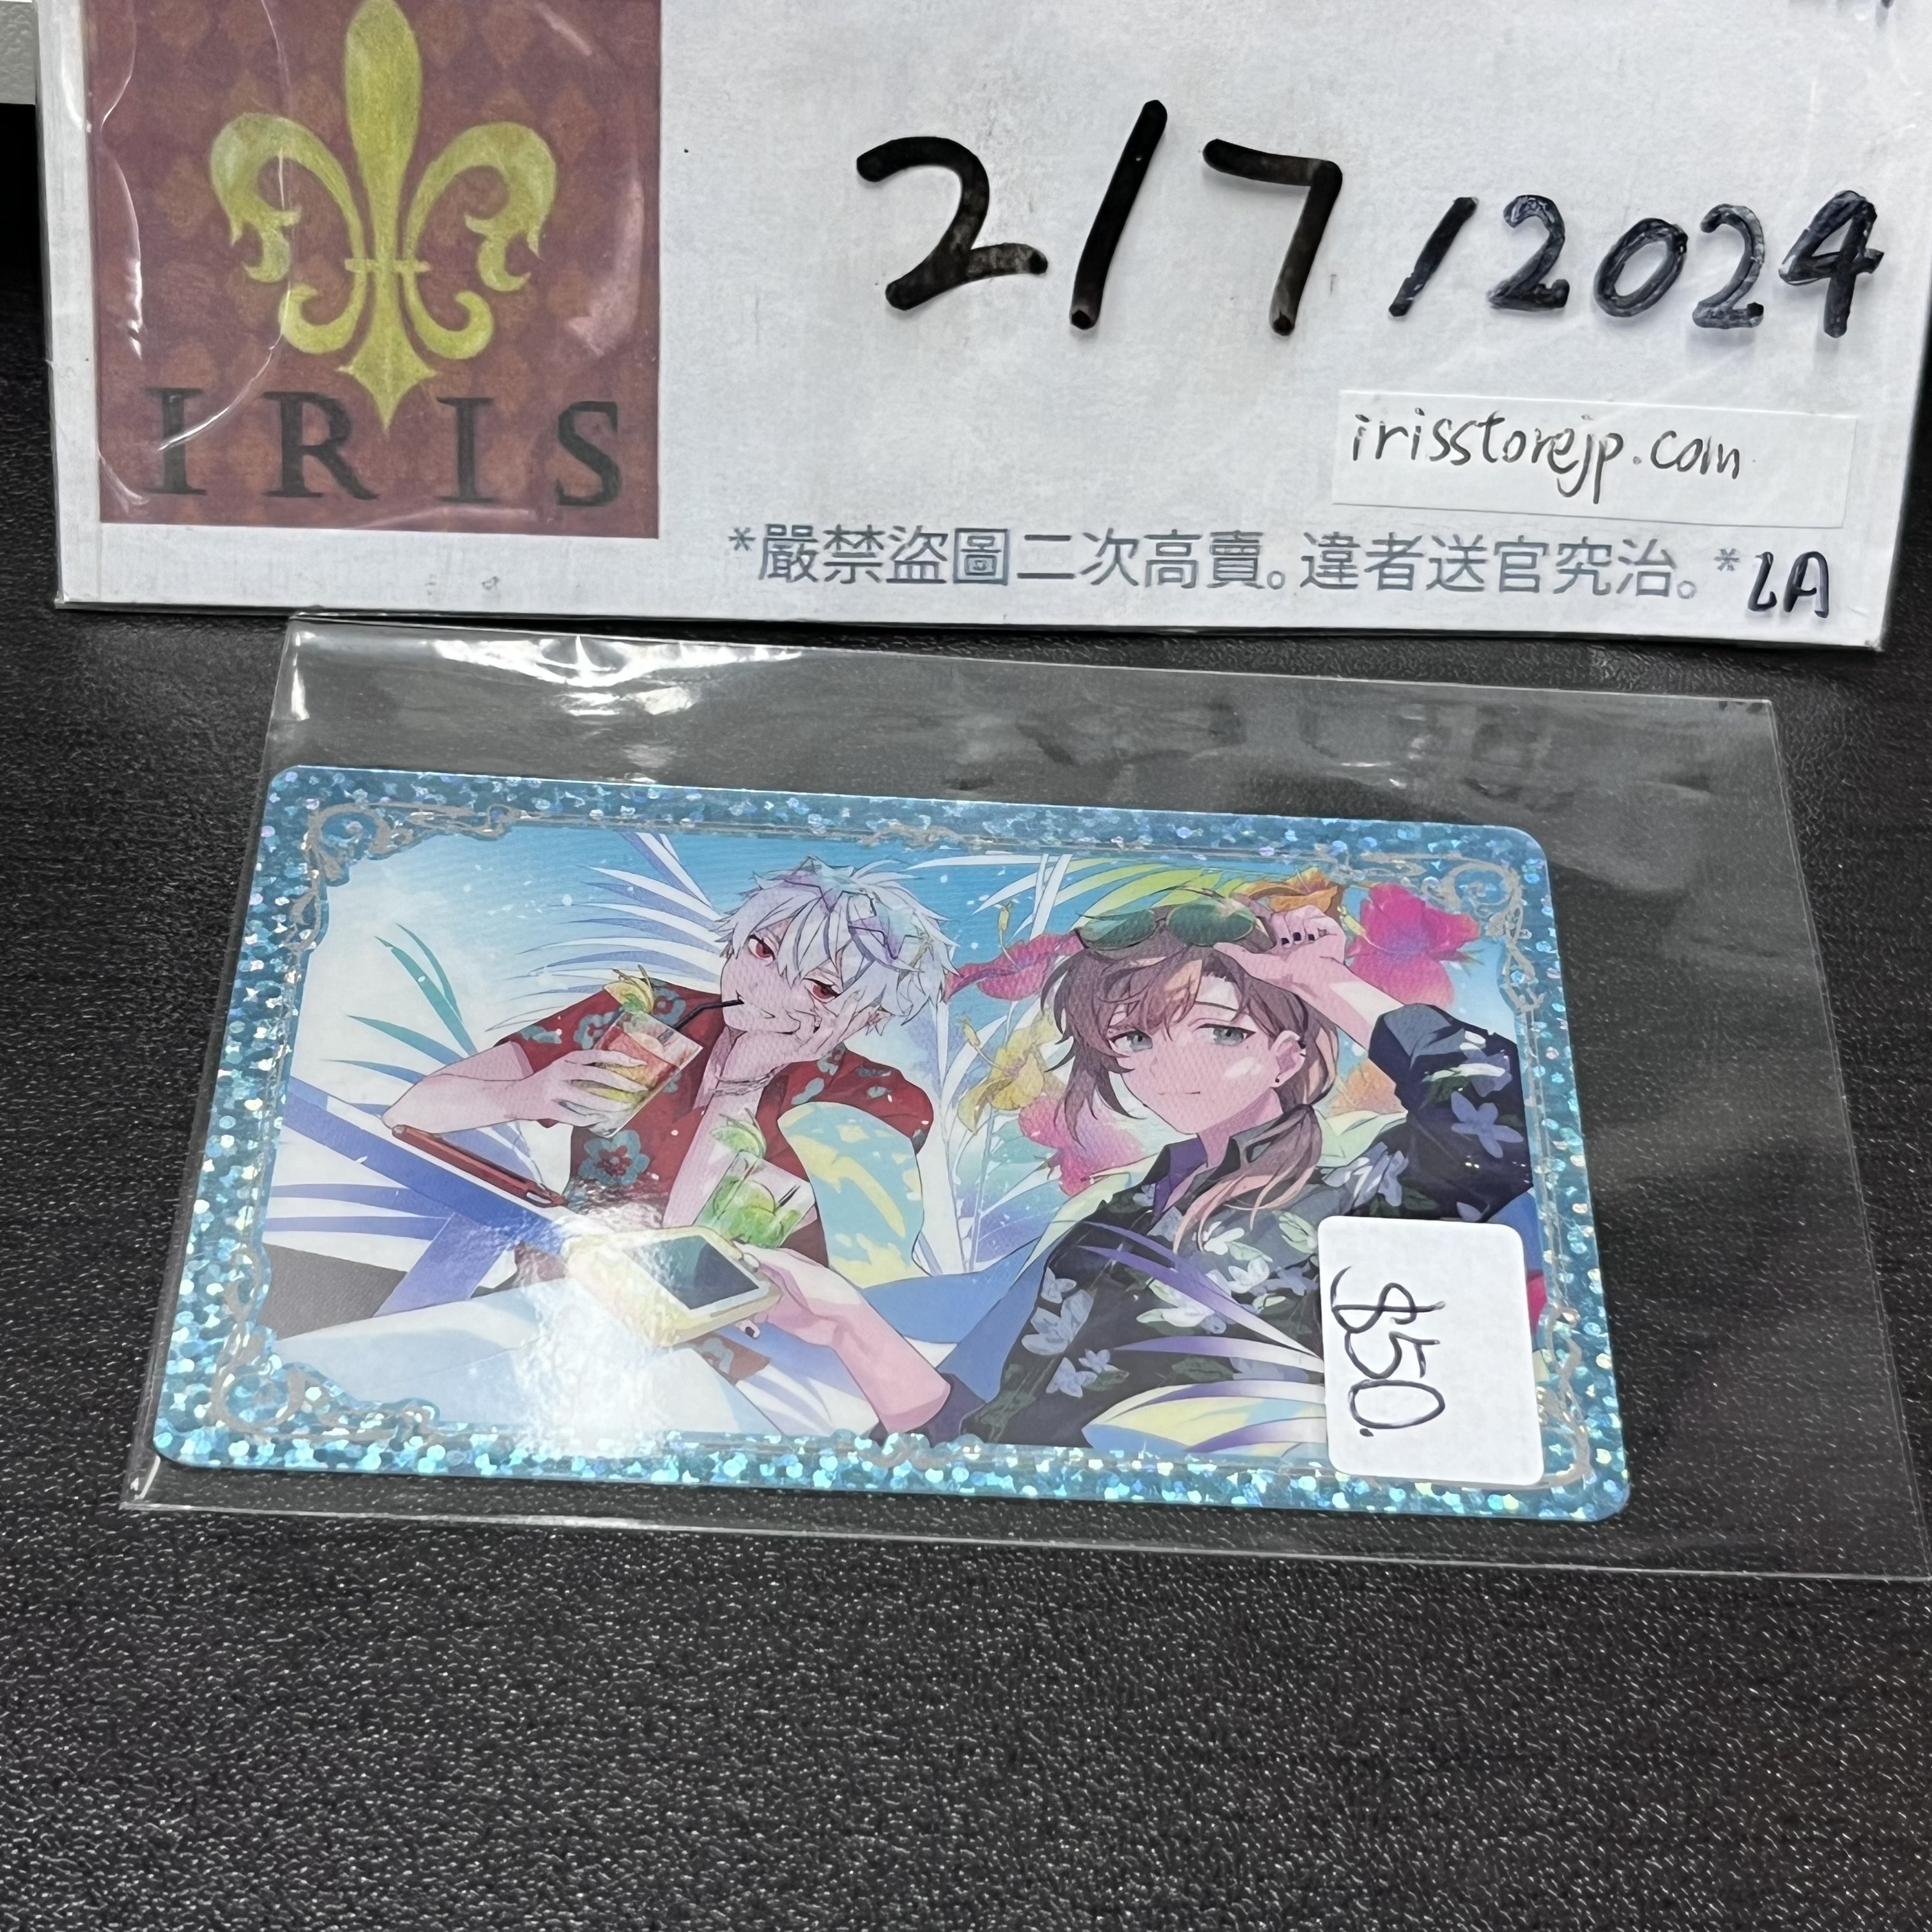 IRIS
2/7/2024
irisstorejp.com
*嚴禁盜圖二次高賣。違者送官究治。*LA
$50.